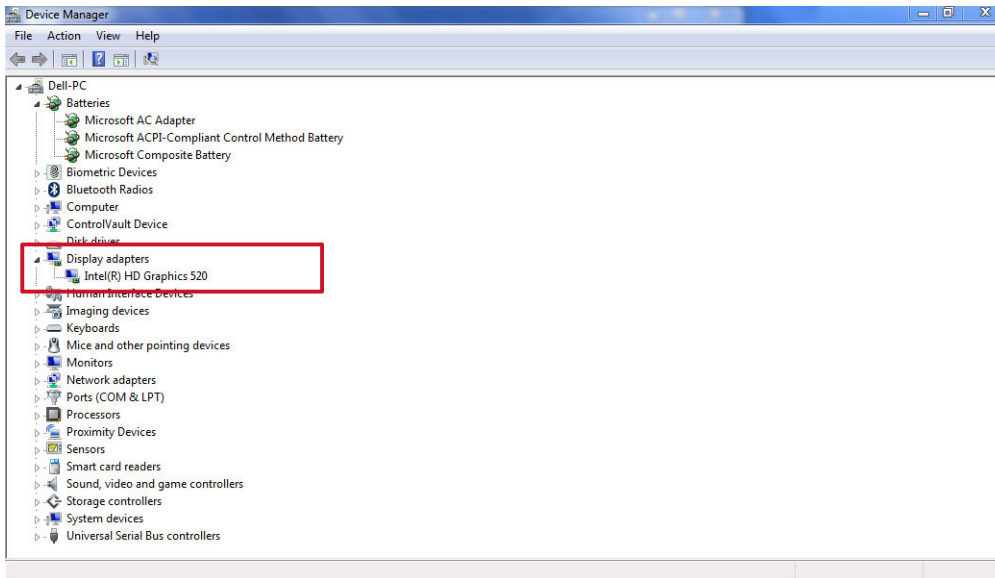 Device Manager
File Action View Help
Dell-PC
Batteries
Microsoft AC Adapter
Microsoft ACPI-Compliant Control Method Battery
Microsoft Composite Battery
Biometric Devices
Bluetooth Radios
Computer
ControlVault Device
Disk drives
Display adapters
Intel(R) HD Graphics 520
Human Interface Devices
Imaging devices
Keyboards
Mice and other pointing devices
Monitors
Network adapters
Ports (COM & LPT)
Processors
Proximity Devices
Sensors
Smart card readers
Sound, video and game controllers
Storage controllers
System devices
Universal Serial Bus controllers